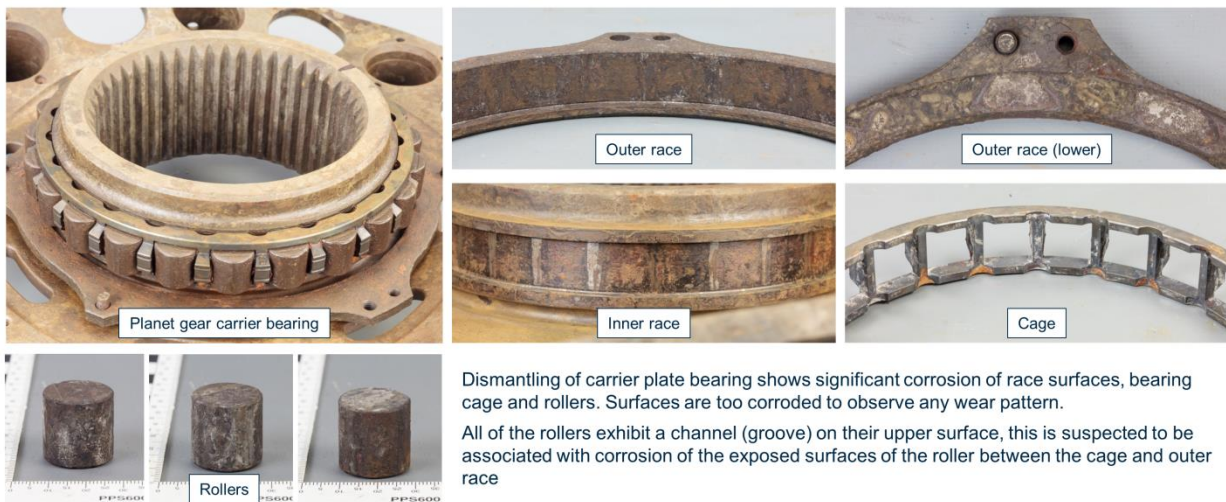 Outer race
Outer race (lower)
Planet gear carrier bearing
Inner race
Cage
Rollers
PPS600
PPS600
Dismantling of carrier plate bearing shows significant corrosion of race surfaces, bearing
cage and rollers. Surfaces are too corroded to observe any wear pattern.
All of the rollers exhibit a channel (groove) on their upper surface, this is suspected to be
associated with corrosion of the exposed surfaces of the roller between the cage and outer
race